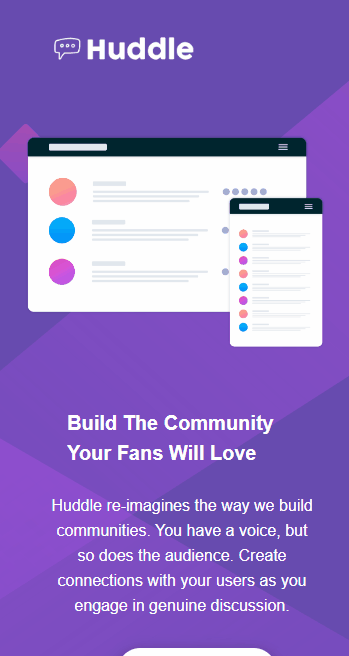 Huddle
Build The Community
Your Fans Will Love
Huddle re-imagines the way we build
communities. You have a voice, but
so does the audience. Create
connections with your users as you
engage in genuine discussion.